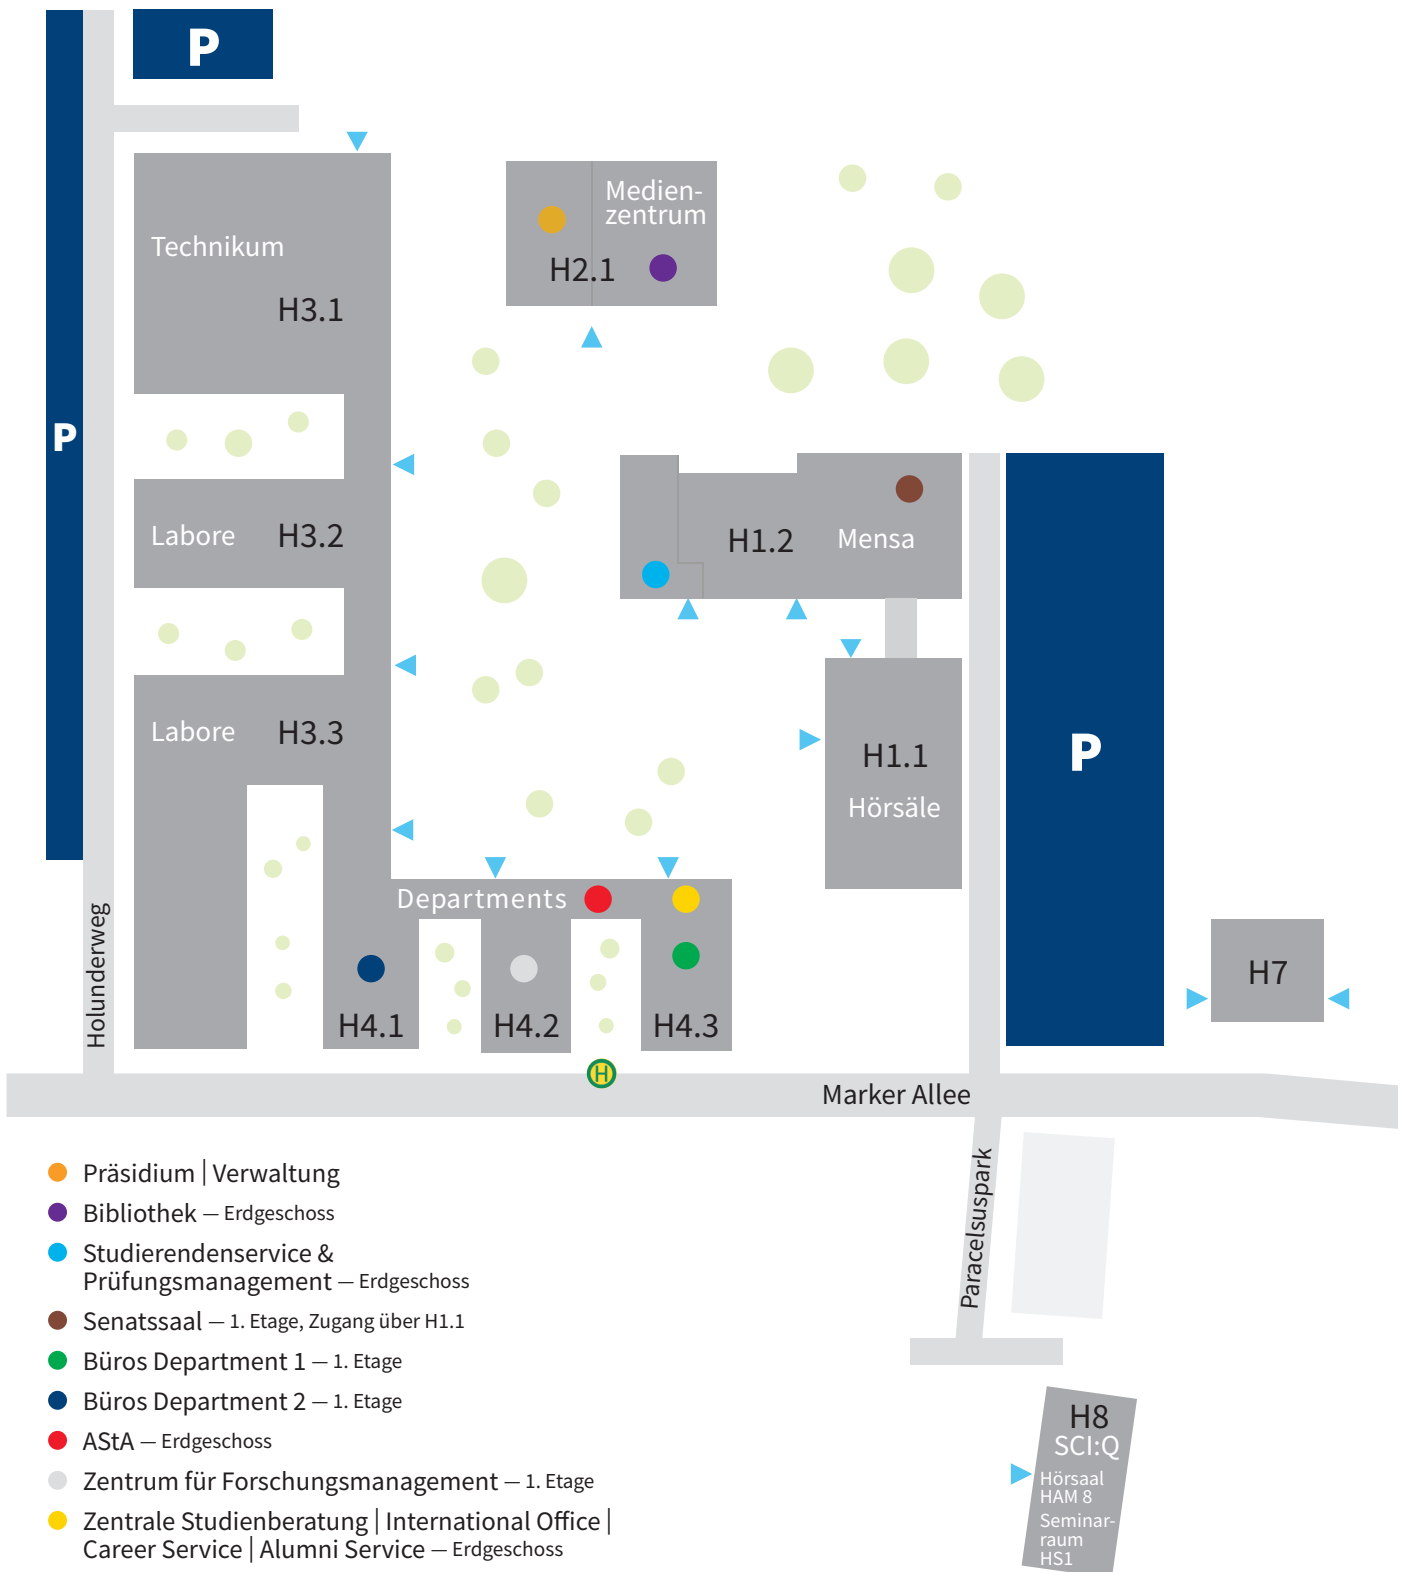 P
Medien-
zentrum
Technikum
H2.1
H3.1
P
Labore
H3.2
H1.2
Mensa
Labore
H3.3
H1.1
Hörsäle
P
Departments
Holunderweg
H7
H4.1
H4.2
H4.3
H
Marker Allee
Paracelsuspark
Präsidium | Verwaltung
Bibliothek — Erdgeschoss
Studierendenservice &
Prüfungsmanagement — Erdgeschoss
Senatssaal — 1. Etage, Zugang über H1.1
Büros Department 1 — 1. Etage
Büros Department 2 — 1. Etage
AStA — Erdgeschoss
Zentrum für Forschungsmanagement — 1. Etage
Zentrale Studienberatung | International Office |
Career Service | Alumni Service — Erdgeschoss
H8
SCI:Q
Hörsaal
HAM 8
Seminar-
raum
HS1